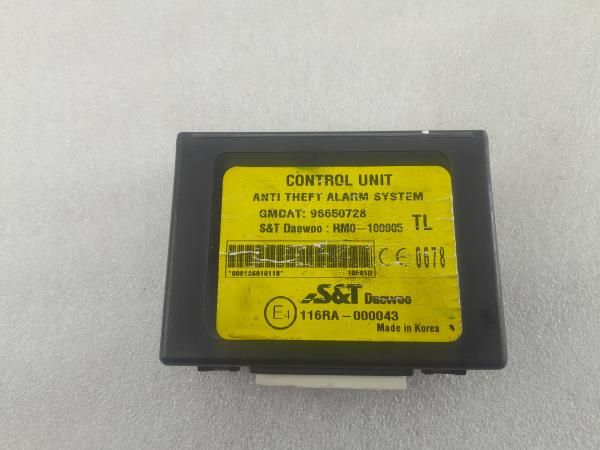 CONTROL UNIT
ANTI THEFT ALARM SYSTEM
GMDAT: 96650728
S&T Daewoo : RM0-100005 TL
CE 0678
S&T Daewoo
E4 116RA-000043
Made in Korea